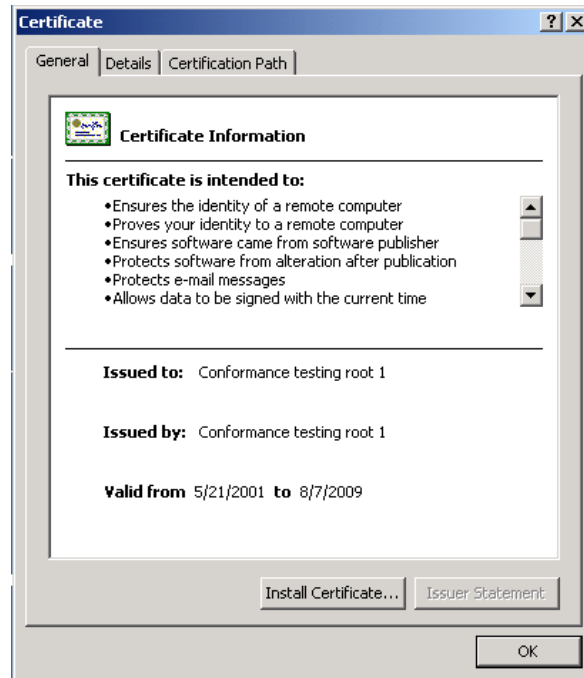 Certificate
General Details Certification Path
Certificate Information
This certificate is intended to:
•Ensures the identity of a remote computer
•Proves your identity to a remote computer
•Ensures software came from software publisher
•Protects software from alteration after publication
•Protects e-mail messages
•Allows data to be signed with the current time
Issued to: Conformance testing root 1
Issued by: Conformance testing root 1
Valid from 5/21/2001 to 8/7/2009
Install Certificate... Issuer Statement
OK